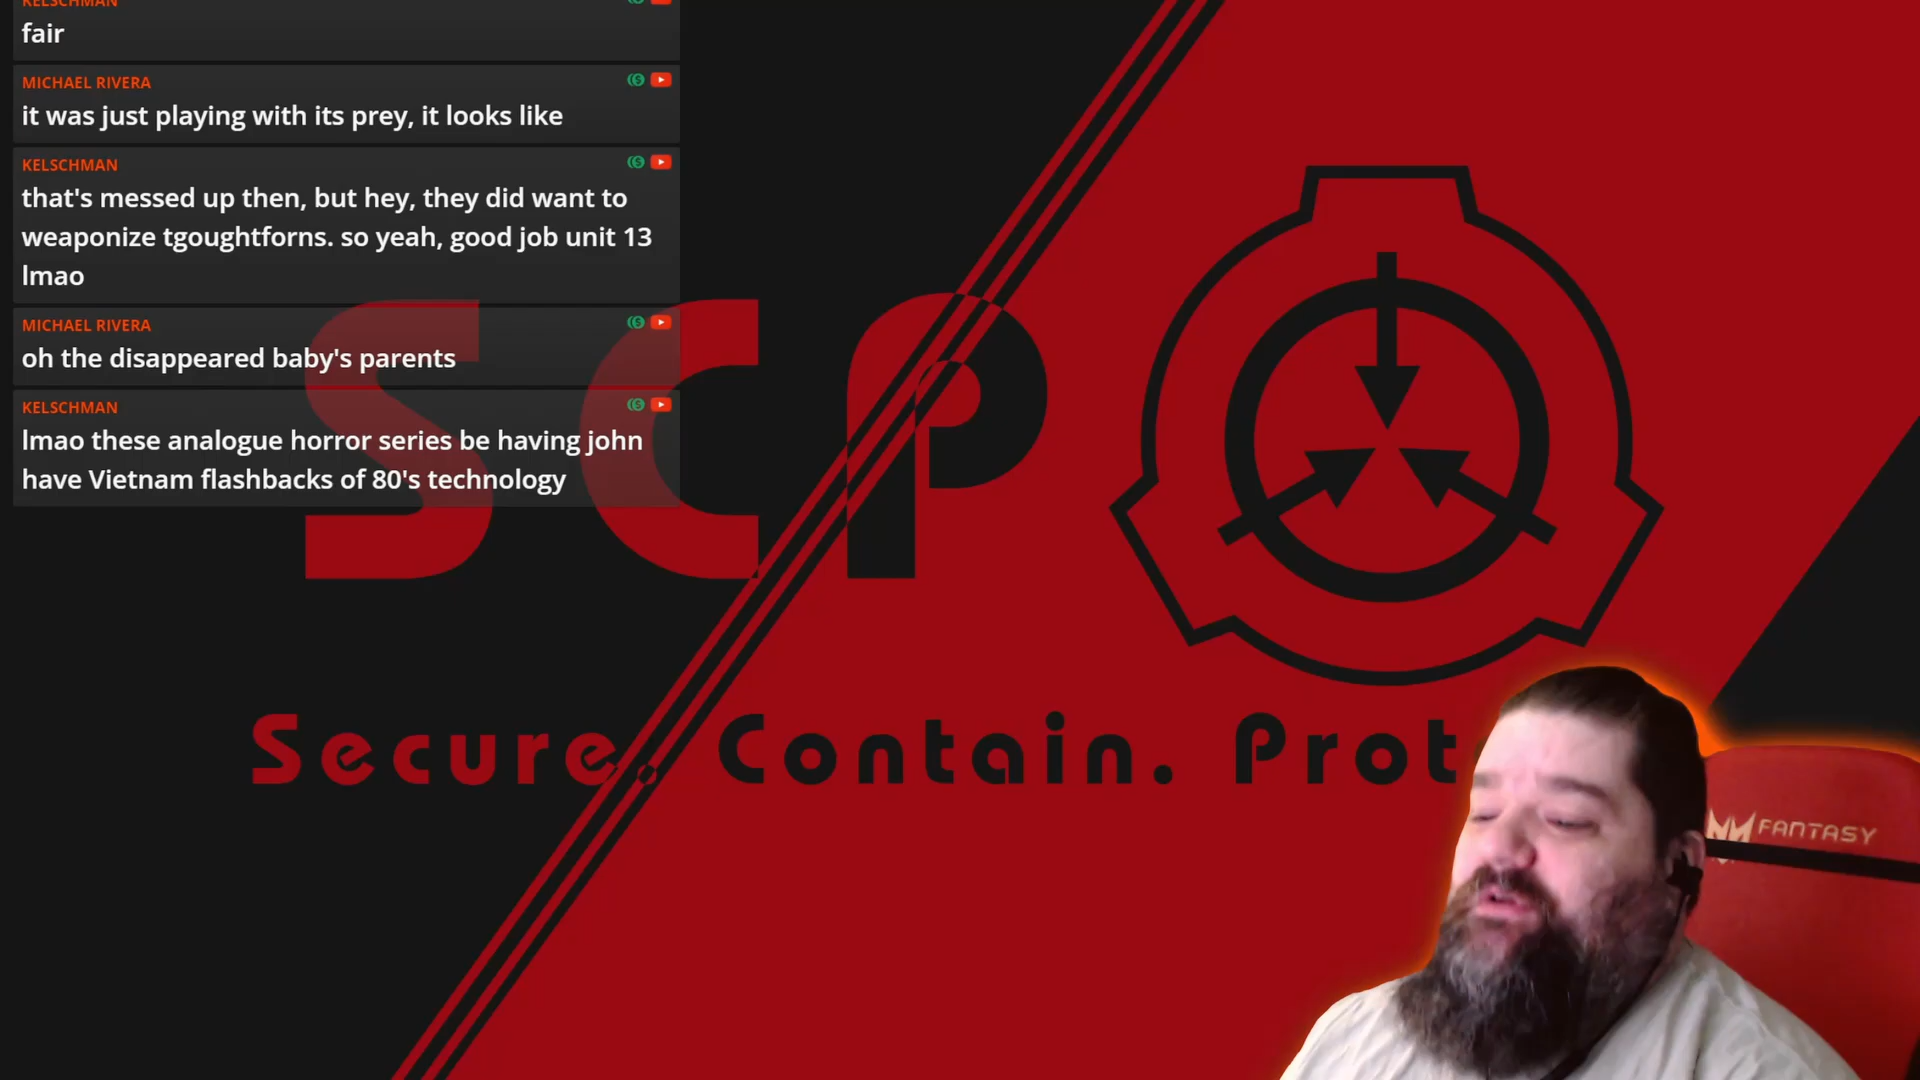 KELSCHMAN
fair
MICHAEL RIVERA
it was just playing with its prey, it looks like
KELSCHMAN
that's messed up then, but hey, they did want to
weaponize tgoughtforns. so yeah, good job unit 13
lmao
MICHAEL RIVERA
oh the disappeared baby's parents
KELSCHMAN
lmao these analogue horror series be having john
have Vietnam flashbacks of 80's technology
SCP
Secure. Contain. Prot
FANTASY